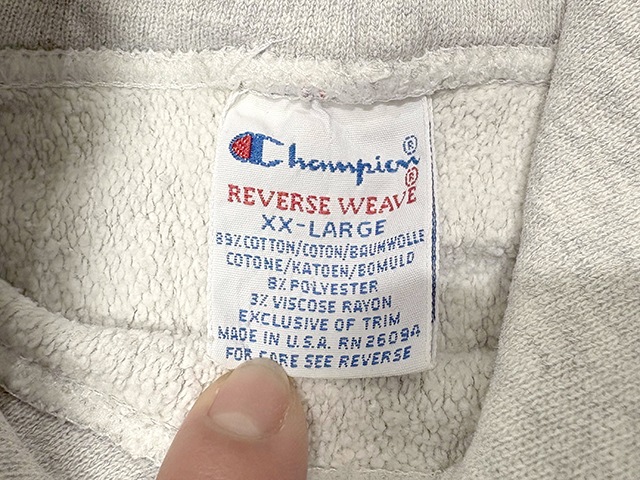 Champion®
REVERSE WEAVE®
XX-LARGE
89% COTTON/COTON/BAUMWOLLE
COTONE/KATOEN/BOMULD
8% POLYESTER
3% VISCOSE RAYON
EXCLUSIVE OF TRIM
MADE IN U.S.A. RN 26094
FOR CARE SEE REVERSE